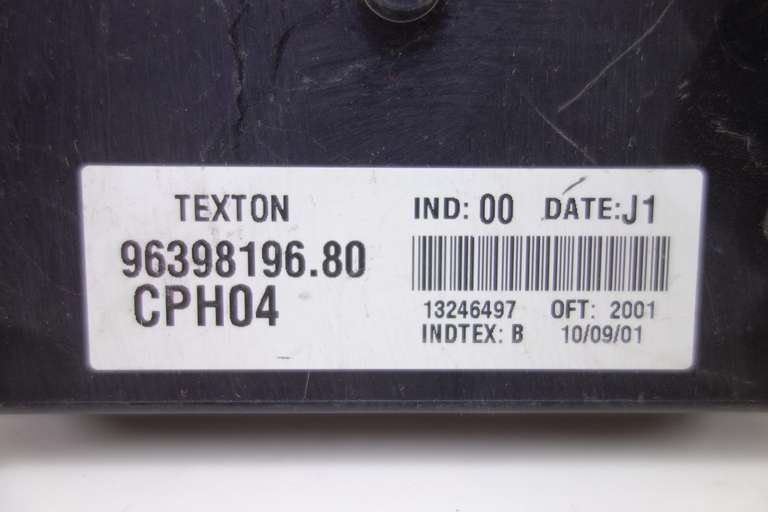 TEXTON
96398196.80
CPH04
IND: 00 DATE:J1
13246497 OFT: 2001
INDTEX: B 10/09/01